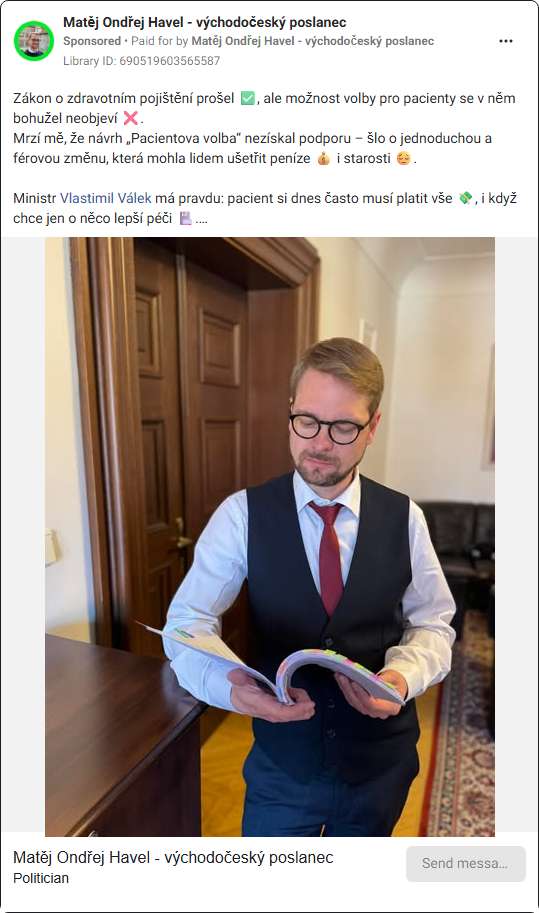 Matěj Ondřej Havel - východočeský poslanec
Sponsored • Paid for by Matěj Ondřej Havel - východočeský poslanec
Library ID: 690519603565587
Zákon o zdravotním pojištění prošel ✅, ale možnost volby pro pacienty se v něm
bohužel neobjeví ❌.
Mrzí mě, že návrh „Pacientova volba“ nezískal podporu – šlo o jednoduchou a
férovou změnu, která mohla lidem ušetřit peníze 💰 i starosti 😌.
Ministr Vlastimil Válek má pravdu: pacient si dnes často musí platit vše 💸, i když
chce jen o něco lepší péči 🏥....
Matěj Ondřej Havel - východočeský poslanec
Politician
Send messa...